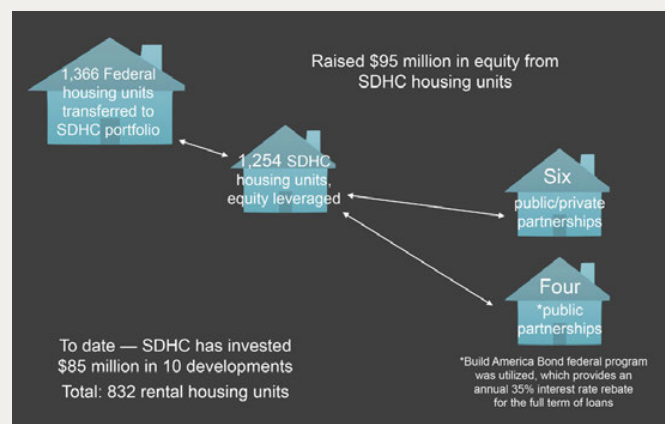 1,366 Federal
housing units
transferred to
SDHC portfolio
Raised $95 million in equity from
SDHC housing units
1,254 SDHC
housing units,
equity leveraged
Six
public/private
partnerships
Four
*public
partnerships
To date — SDHC has invested
$85 million in 10 developments
Total: 832 rental housing units
*Build America Bond federal program
was utilized, which provides an
annual 35% interest rate rebate
for the full term of loans